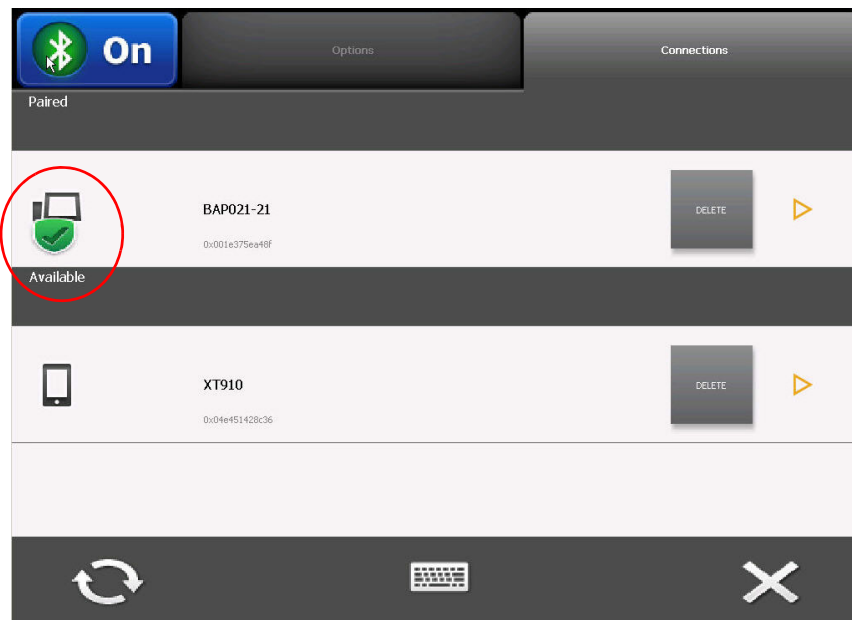 On
Options
Connections
Paired
BAP021-21
DELETE
0x001e375ea48f
Available
XT910
DELETE
0x04e451428c36